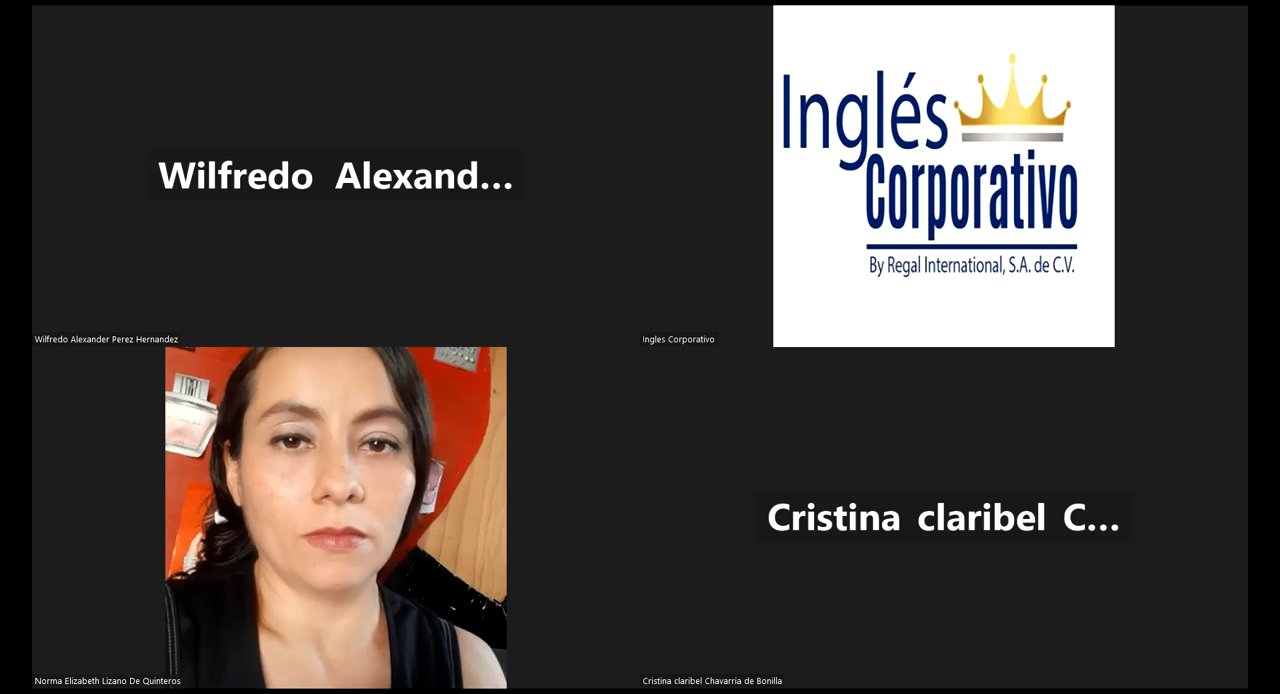 Wilfredo Alexand...
Wilfredo Alexander Perez Hernandez
Inglés
Corporativo
By Regal International, S.A. de C.V.
Ingles Corporativo
Norma Elizabeth Lizano De Quinteros
Cristina claribel C...
Cristina claribel Chavarria de Bonilla